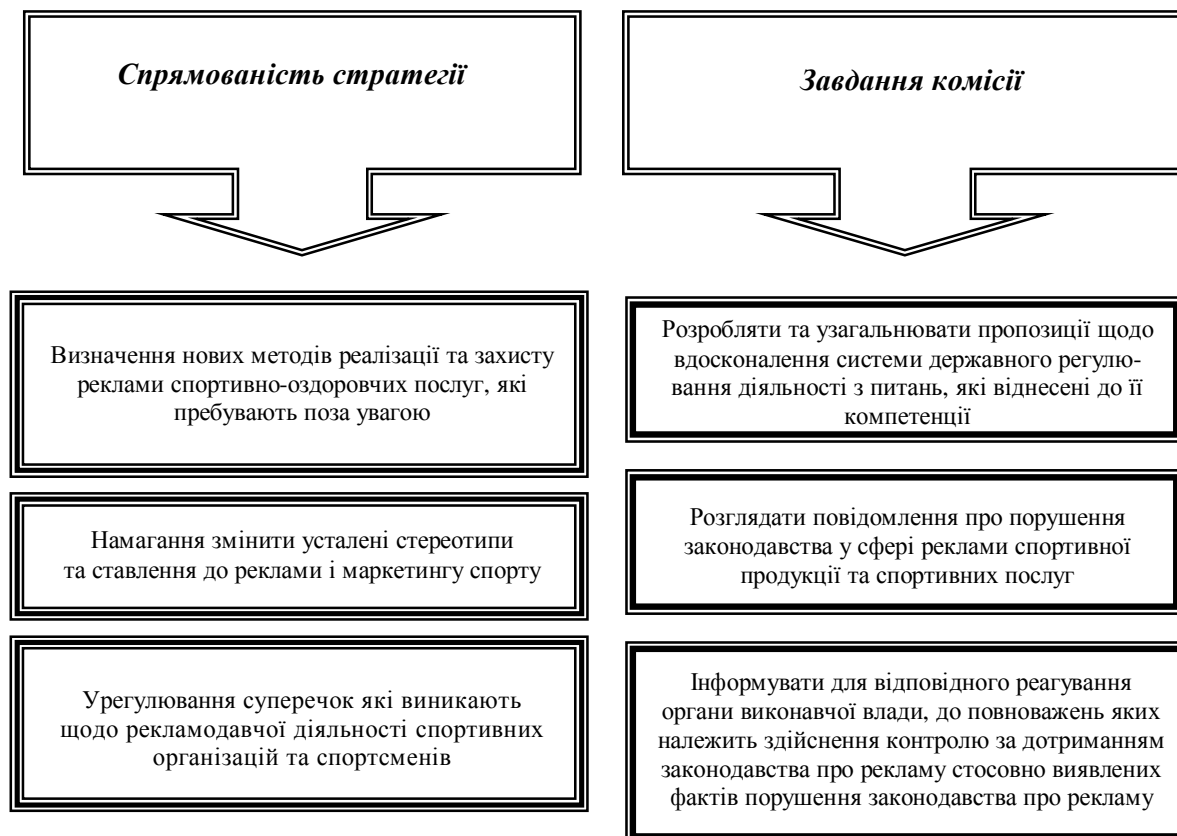 Спрямованість стратегії
Визначення нових методів реалізації та захисту
реклами спортивно-оздоровчих послуг, які
пребувають поза увагою
Намагання змінити усталені стереотипи
та ставлення до реклами і маркетингу спорту
Урегулювання суперечок які виникають
щодо рекламодавчої діяльності спортивних
організацій та спортсменів
Завдання комісії
Розробляти та узагальнювати пропозиції щодо
вдосконалення системи державного регулю-
вання діяльності з питань, які віднесені до її
компетенції
Розглядати повідомлення про порушення
законодавства у сфері реклами спортивної
продукції та спортивних послуг
Інформувати для відповідного реагування
органи виконавчої влади, до повноважень яких
належить здійснення контролю за дотриманням
законодавства про рекламу стосовно виявлених
фактів порушення законодавства про рекламу